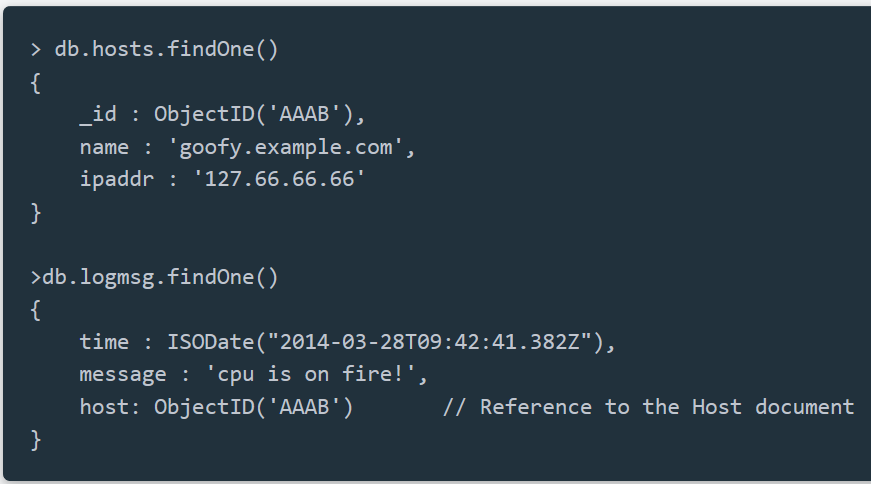 > db.hosts.findOne()
{
    _id : ObjectID('AAAB'),
    name : 'goofy.example.com',
    ipaddr : '127.66.66.66'
}

>db.logmsg.findOne()
{
    time : ISODate("2014-03-28T09:42:41.382Z"),
    message : 'cpu is on fire!',
    host: ObjectID('AAAB')       // Reference to the Host document
}